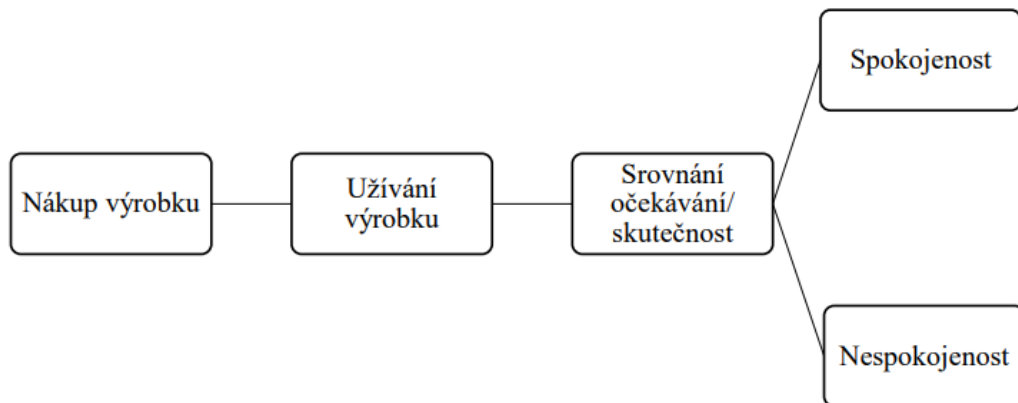 Spokojenost
Nákup výrobku
Užívání
výrobku
Srovnání
očekávání/
skutečnost
Nespokojenost